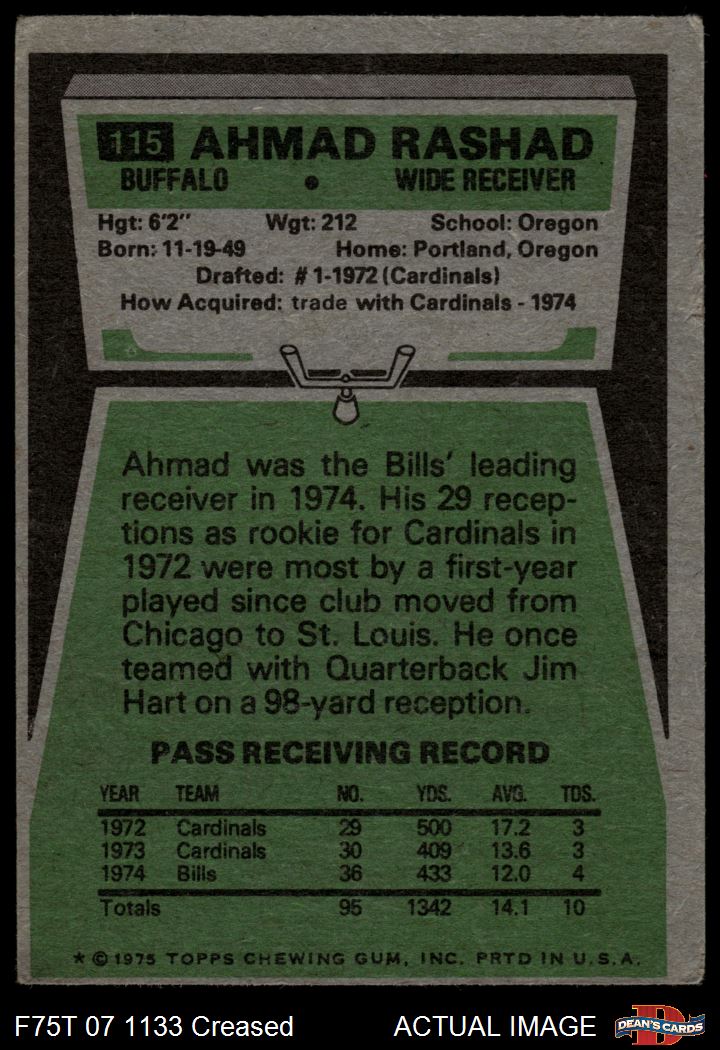 115 AHMAD RASHAD
BUFFALO • WIDE RECEIVER
Hgt: 6'2" Wgt: 212 School: Oregon
Born: 11-19-49 Home: Portland, Oregon
Drafted: #1-1972 (Cardinals)
How Acquired: trade with Cardinals - 1974
Ahmad was the Bills' leading
receiver in 1974. His 29 recep-
tions as rookie for Cardinals in
1972 were most by a first-year
played since club moved from
Chicago to St. Louis. He once
teamed with Quarterback Jim
Hart on a 98-yard reception.
PASS RECEIVING RECORD
YEAR TEAM NO. YDS. AVG. TDS.
1972 Cardinals 29 500 17.2 3
1973 Cardinals 30 409 13.6 3
1974 Bills 36 433 12.0 4
Totals 95 1342 14.1 10
* © 1975 TOPPS CHEWING GUM, INC. PRTD IN U.S.A.
F75T 07 1133 Creased ACTUAL IMAGE DEAN'S CARDS